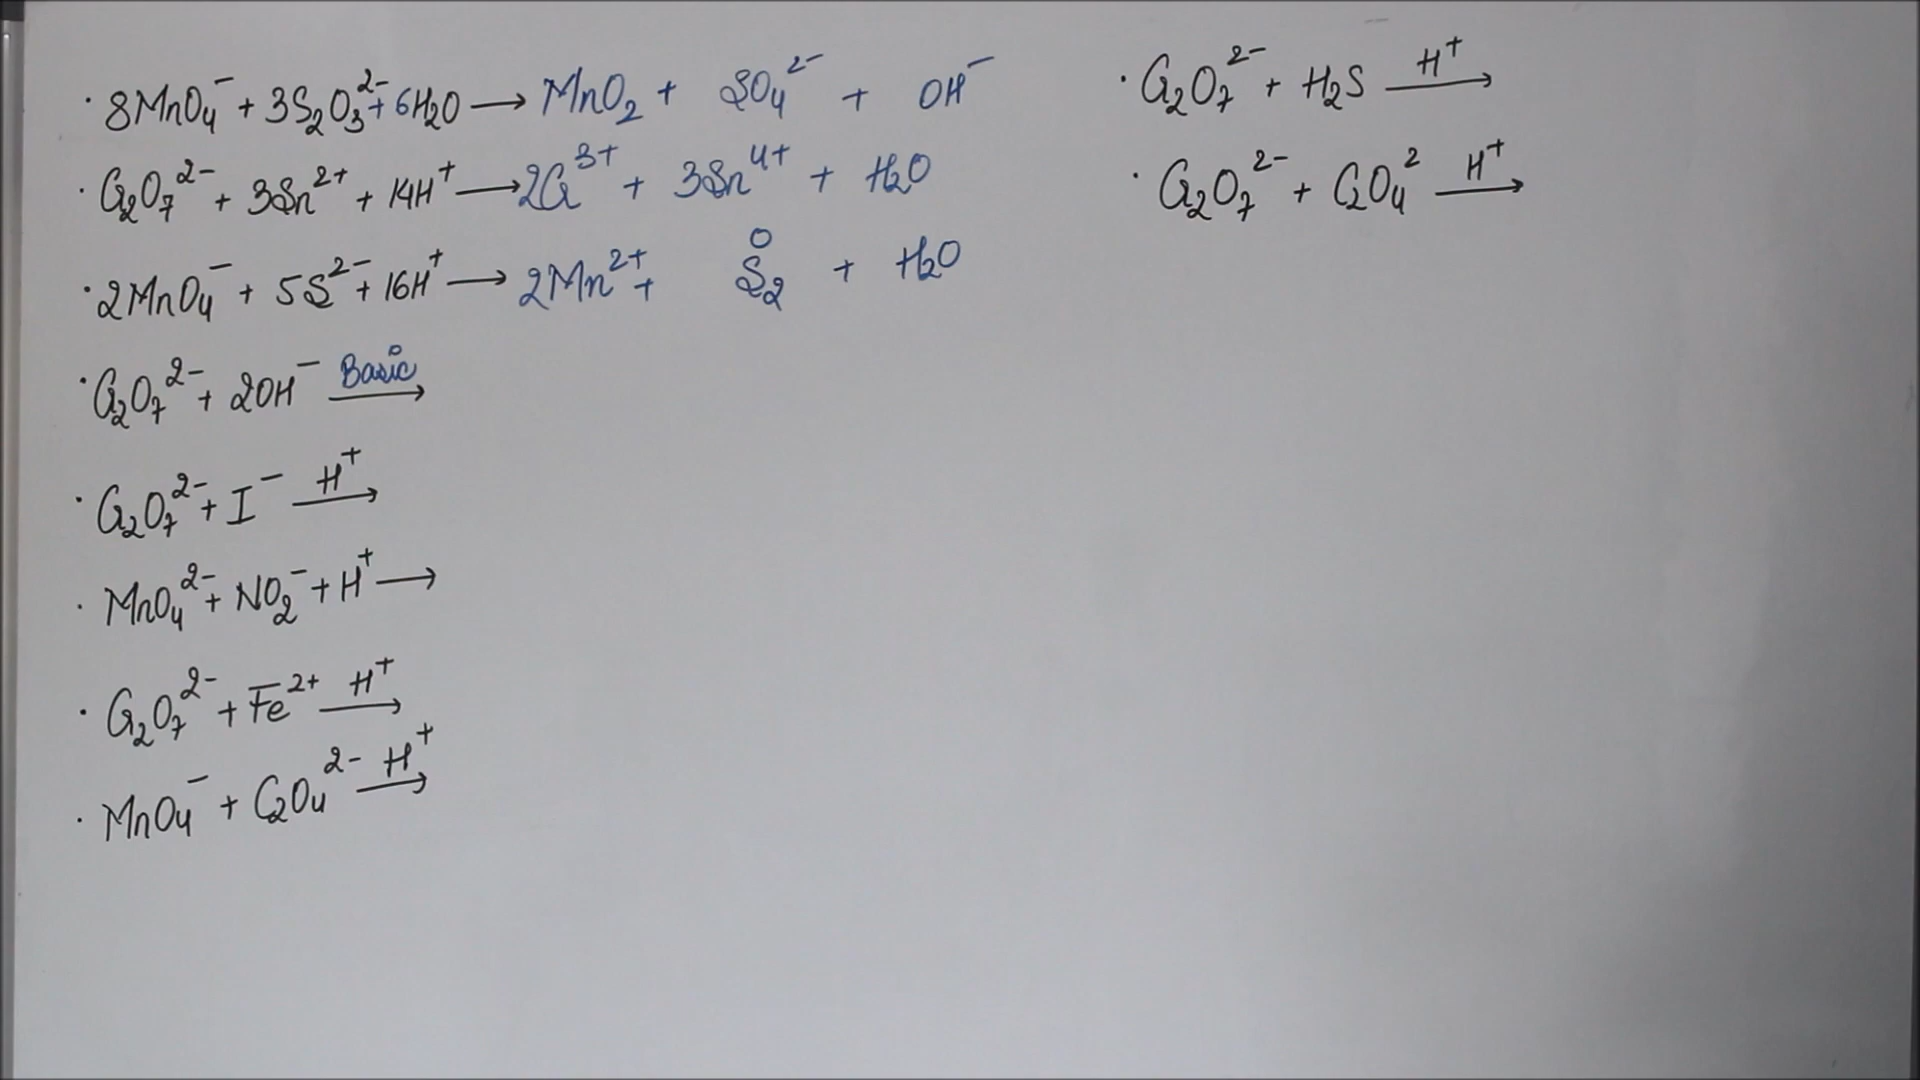 · 8MnO₄⁻ + 3S₂O₃²⁻ + 6H₂O ⟶ MnO₂ + SO₄²⁻ + OH⁻
· Cr₂O₇²⁻ + 3Sn²⁺ + 14H⁺ ⟶ 2Cr³⁺ + 3Sn⁴⁺ + H₂O
· 2MnO₄⁻ + 5S²⁻ + 16H⁺ ⟶ 2Mn²⁺ + S₂⁰ + H₂O
· Cr₂O₇²⁻ + 2OH⁻ Basic ⟶
· Cr₂O₇²⁻ + I⁻ H⁺ ⟶
· MnO₄²⁻ + NO₂⁻ + H⁺ ⟶
· Cr₂O₇²⁻ + Fe²⁺ H⁺ ⟶
· MnO₄⁻ + C₂O₄²⁻ H⁺ ⟶
· Cr₂O₇²⁻ + H₂S H⁺ ⟶
· Cr₂O₇²⁻ + C₂O₄² H⁺ ⟶